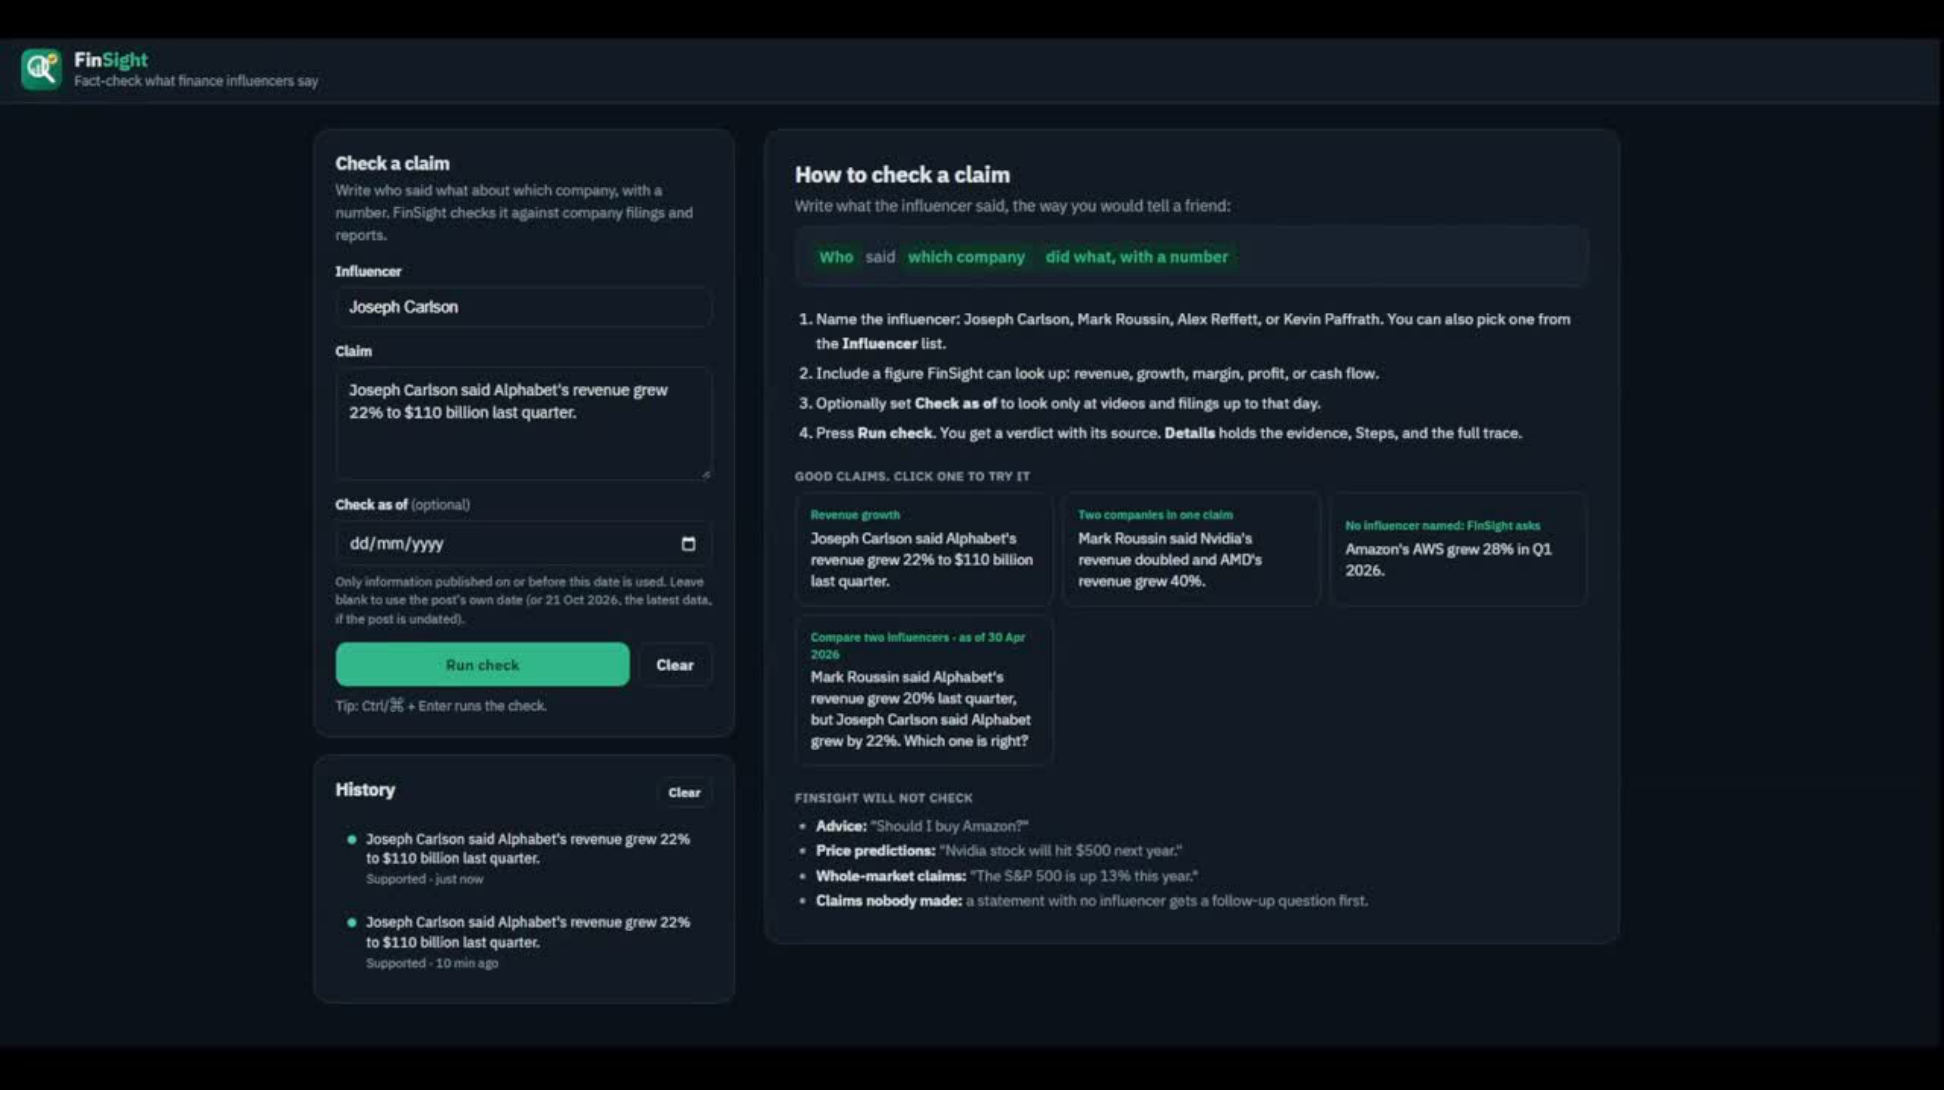 FinSight
Fact-check what finance influencers say
Check a claim
Write who said what about which company, with a
number. FinSight checks it against company filings and
reports.
Influencer
Joseph Carlson
Claim
Joseph Carlson said Alphabet's revenue grew
22% to $110 billion last quarter.
Check as of (optional)
dd/mm/yyyy
Only information published on or before this date is used. Leave
blank to use the post's own date (or 21 Oct 2026, the latest data,
if the post is undated).
Run check
Clear
Tip: Ctrl/⌘ + Enter runs the check.
History
Clear
Joseph Carlson said Alphabet's revenue grew 22%
to $110 billion last quarter.
Supported · just now
Joseph Carlson said Alphabet's revenue grew 22%
to $110 billion last quarter.
Supported · 10 min ago
How to check a claim
Write what the influencer said, the way you would tell a friend:
Who said which company did what, with a number
1. Name the influencer: Joseph Carlson, Mark Roussin, Alex Reffett, or Kevin Paffrath. You can also pick one from
the Influencer list.
2. Include a figure FinSight can look up: revenue, growth, margin, profit, or cash flow.
3. Optionally set Check as of to look only at videos and filings up to that day.
4. Press Run check. You get a verdict with its source. Details holds the evidence, Steps, and the full trace.
GOOD CLAIMS. CLICK ONE TO TRY IT
Revenue growth
Joseph Carlson said Alphabet's
revenue grew 22% to $110 billion
last quarter.
Two companies in one claim
Mark Roussin said Nvidia's
revenue doubled and AMD's
revenue grew 40%.
No influencer named: FinSight asks
Amazon's AWS grew 28% in Q1
2026.
Compare two influencers · as of 30 Apr
2026
Mark Roussin said Alphabet's
revenue grew 20% last quarter,
but Joseph Carlson said Alphabet
grew by 22%. Which one is right?
FINSIGHT WILL NOT CHECK
• Advice: "Should I buy Amazon?"
• Price predictions: "Nvidia stock will hit $500 next year."
• Whole-market claims: "The S&P 500 is up 13% this year."
• Claims nobody made: a statement with no influencer gets a follow-up question first.